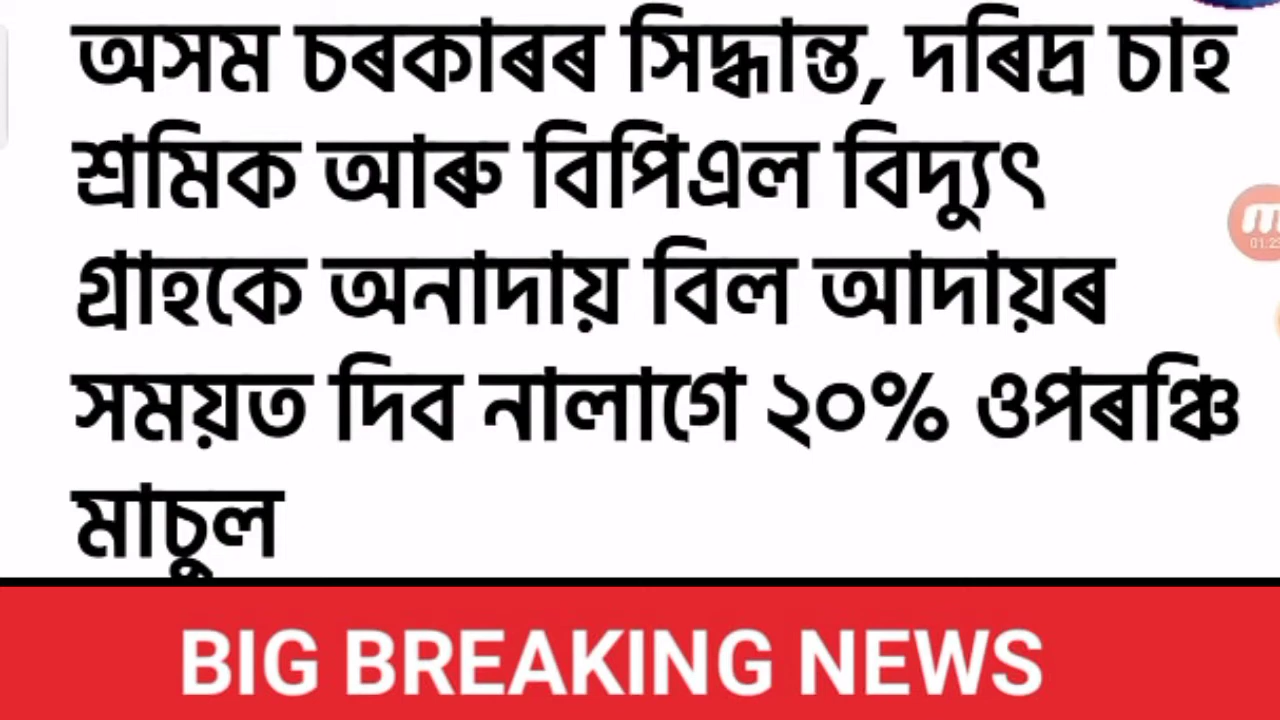 অসম চৰকাৰৰ সিদ্ধান্ত, দৰিদ্ৰ চাহ
শ্ৰমিক আৰু বিপিএল বিদ্যুৎ
গ্ৰাহকে অনাদায় বিল আদায়ৰ
সময়ত দিব নালাগে ২০% ওপৰঞ্চি
মাচুল
BIG BREAKING NEWS